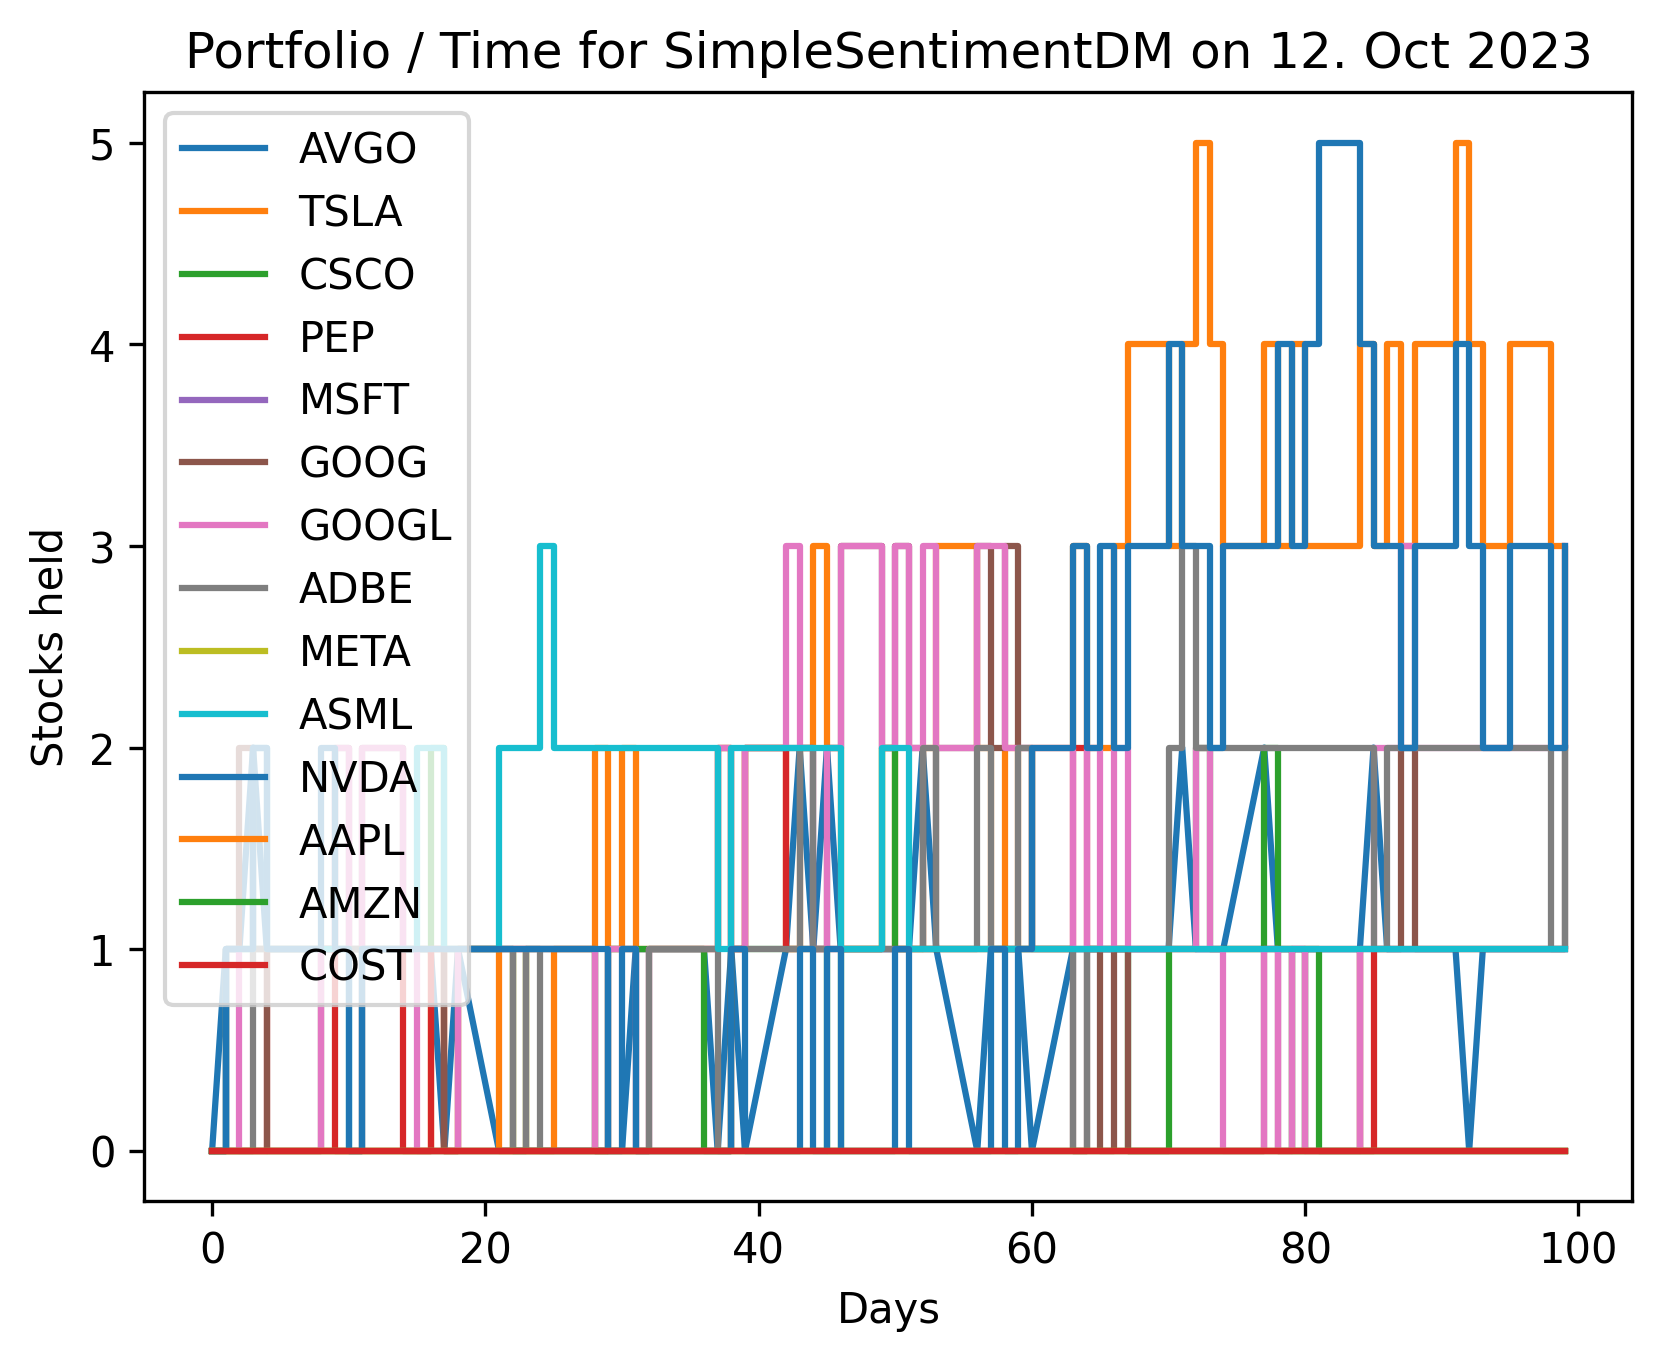 Portfolio / Time for SimpleSentimentDM on 12. Oct 2023
5
4
3
2
1
0
Stocks held
AVGO
TSLA
CSCO
PEP
MSFT
GOOG
GOOGL
ADBE
META
ASML
NVDA
AAPL
AMZN
COST
0 20 40 60 80 100
Days